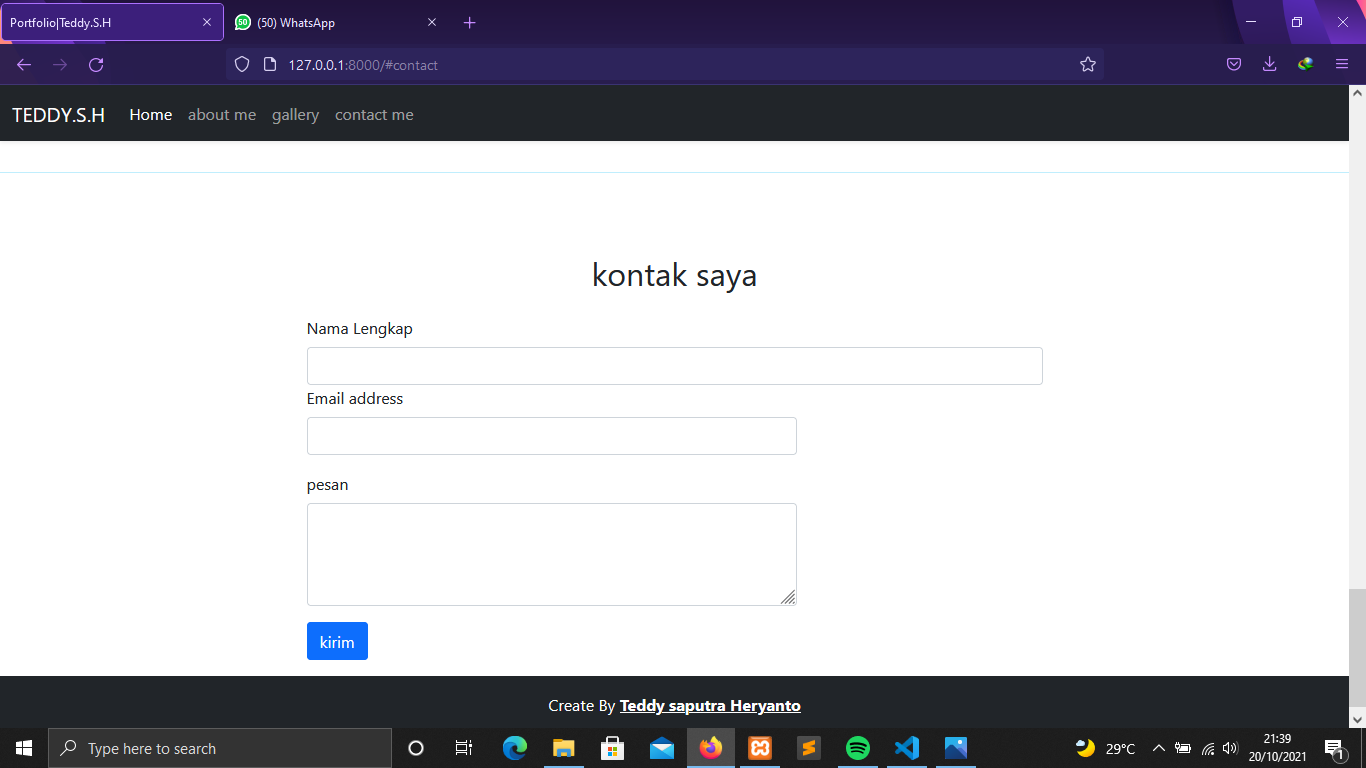 Portfolio|Teddy.S.H
50 (50) WhatsApp
127.0.0.1:8000/#contact
TEDDY.S.H Home about me gallery contact me
kontak saya
Nama Lengkap
Email address
pesan
kirim
Create By Teddy saputra Heryanto
Type here to search
29°C
21:39
20/10/2021
1